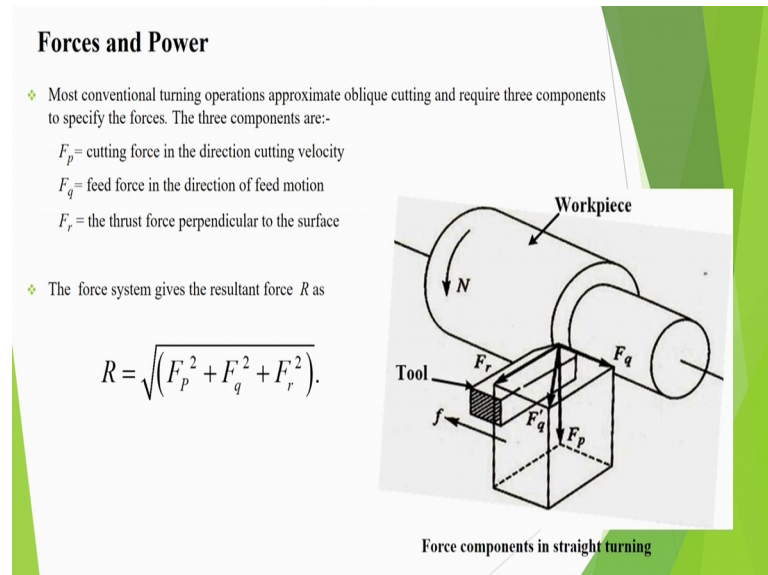 Forces and Power
Most conventional turning operations approximate oblique cutting and require three components
to specify the forces. The three components are:-
Fp= cutting force in the direction cutting velocity
Fq= feed force in the direction of feed motion
Fr = the thrust force perpendicular to the surface
The force system gives the resultant force R as
R = √(Fp² + Fq² + Fr²).
Workpiece
N
Fr
Fq
Tool
f
F'q
Fp
Force components in straight turning